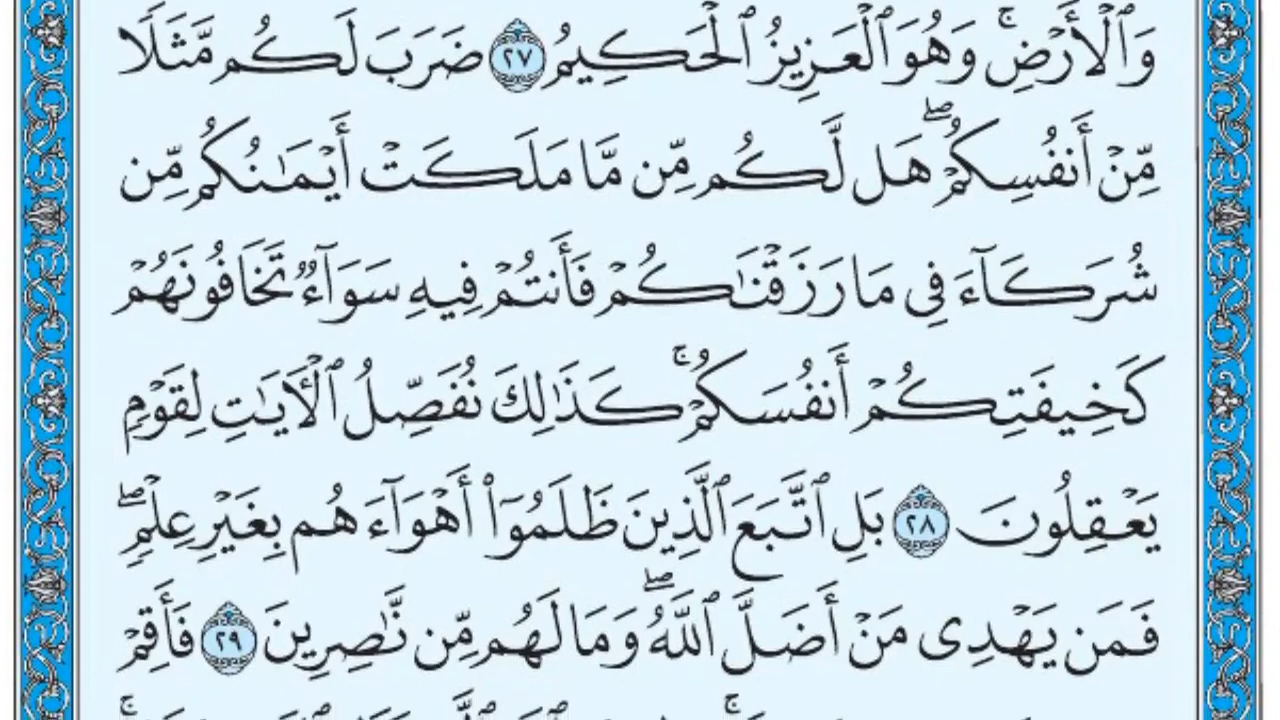 وَٱلْأَرْضِ ۚ وَهُوَ ٱلْعَزِيزُ ٱلْحَكِيمُ ٢٧ ضَرَبَ لَكُم مَّثَلًا
مِّنْ أَنفُسِكُمْ ۖ هَل لَّكُم مِّن مَّا مَلَكَتْ أَيْمَـٰنُكُم مِّن
شُرَكَآءَ فِى مَا رَزَقْنَـٰكُمْ فَأَنتُمْ فِيهِ سَوَآءٌ تَخَافُونَهُمْ
كَخِيفَتِكُمْ أَنفُسَكُمْ ۚ كَذَٰلِكَ نُفَصِّلُ ٱلْـَٔايَـٰتِ لِقَوْمٍ
يَعْقِلُونَ ٢٨ بَلِ ٱتَّبَعَ ٱلَّذِينَ ظَلَمُوٓا۟ أَهْوَآءَهُم بِغَيْرِ عِلْمٍ ۖ
فَمَن يَهْدِى مَنْ أَضَلَّ ٱللَّهُ ۖ وَمَا لَهُم مِّن نَّـٰصِرِينَ ٢٩ فَأَقِمْ